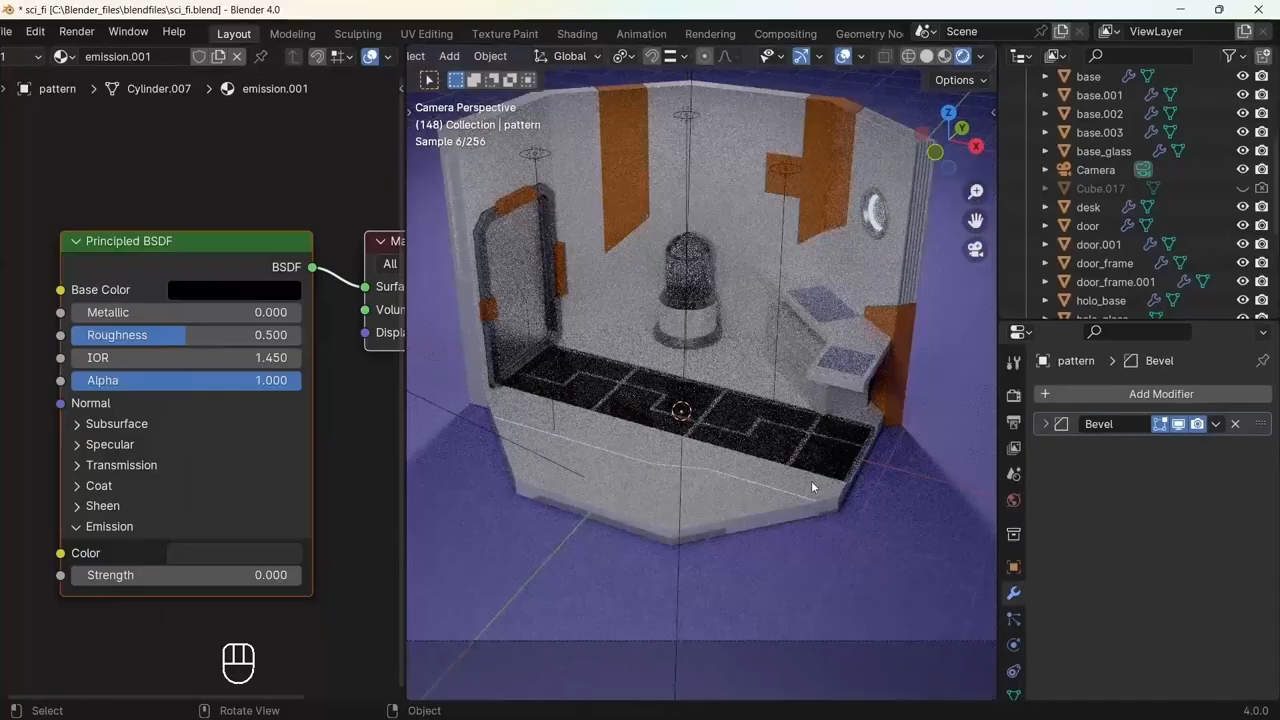 * sci_fi [C:\Blender_files\blendfiles\sci_fi.blend] - Blender 4.0
ile Edit Render Window Help Layout Modeling Sculpting UV Editing Texture Paint Shading Animation Rendering Compositing Geometry No Scene ViewLayer
1 emission.001 ect Add Object Global
pattern > Cylinder.007 > emission.001 Options
Camera Perspective
(148) Collection | pattern
Sample 6/256
Principled BSDF
BSDF
Base Color
Metallic 0.000
Roughness 0.500
IOR 1.450
Alpha 1.000
Normal
Subsurface
Specular
Transmission
Coat
Sheen
Emission
Color
Strength 0.000
Ma
All
Surfa
Volun
Displa
Z
Y
X
base
base.001
base.002
base.003
base_glass
Camera
Cube.017
desk
door
door.001
door_frame
door_frame.001
holo_base
pattern > Bevel
Add Modifier
Bevel
Select Rotate View Object 4.0.0